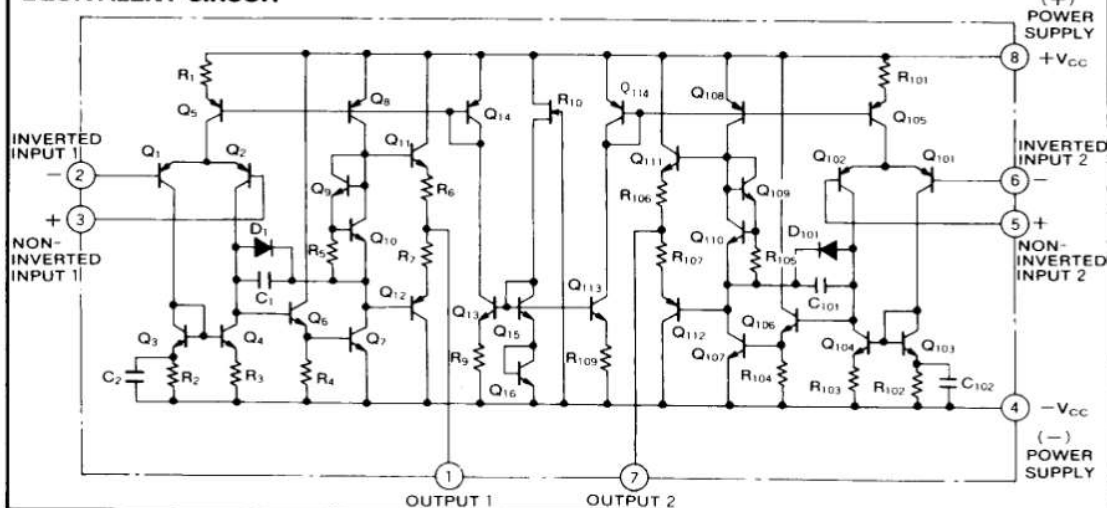 (+)
POWER
SUPPLY
8
+VCC
R1
Q5
Q8
Q14
R10
Q114
Q108
R101
Q105
INVERTED
INPUT 1
−
2
Q1
Q2
Q11
Q9
R6
Q111
R106
Q109
Q102
Q101
INVERTED
INPUT 2
6
−
+
3
NON-
INVERTED
INPUT 1
D1
R5
Q10
R7
R107
Q110
R105
D101
5
+
NON-
INVERTED
INPUT 2
C1
Q12
Q13
Q15
Q113
Q112
C101
Q3
Q4
Q6
Q7
Q106
Q107
Q104
Q103
C2
R2
R3
R4
R9
Q16
R109
R104
R103
R102
C102
4
−VCC
(−)
POWER
SUPPLY
1
OUTPUT 1
7
OUTPUT 2